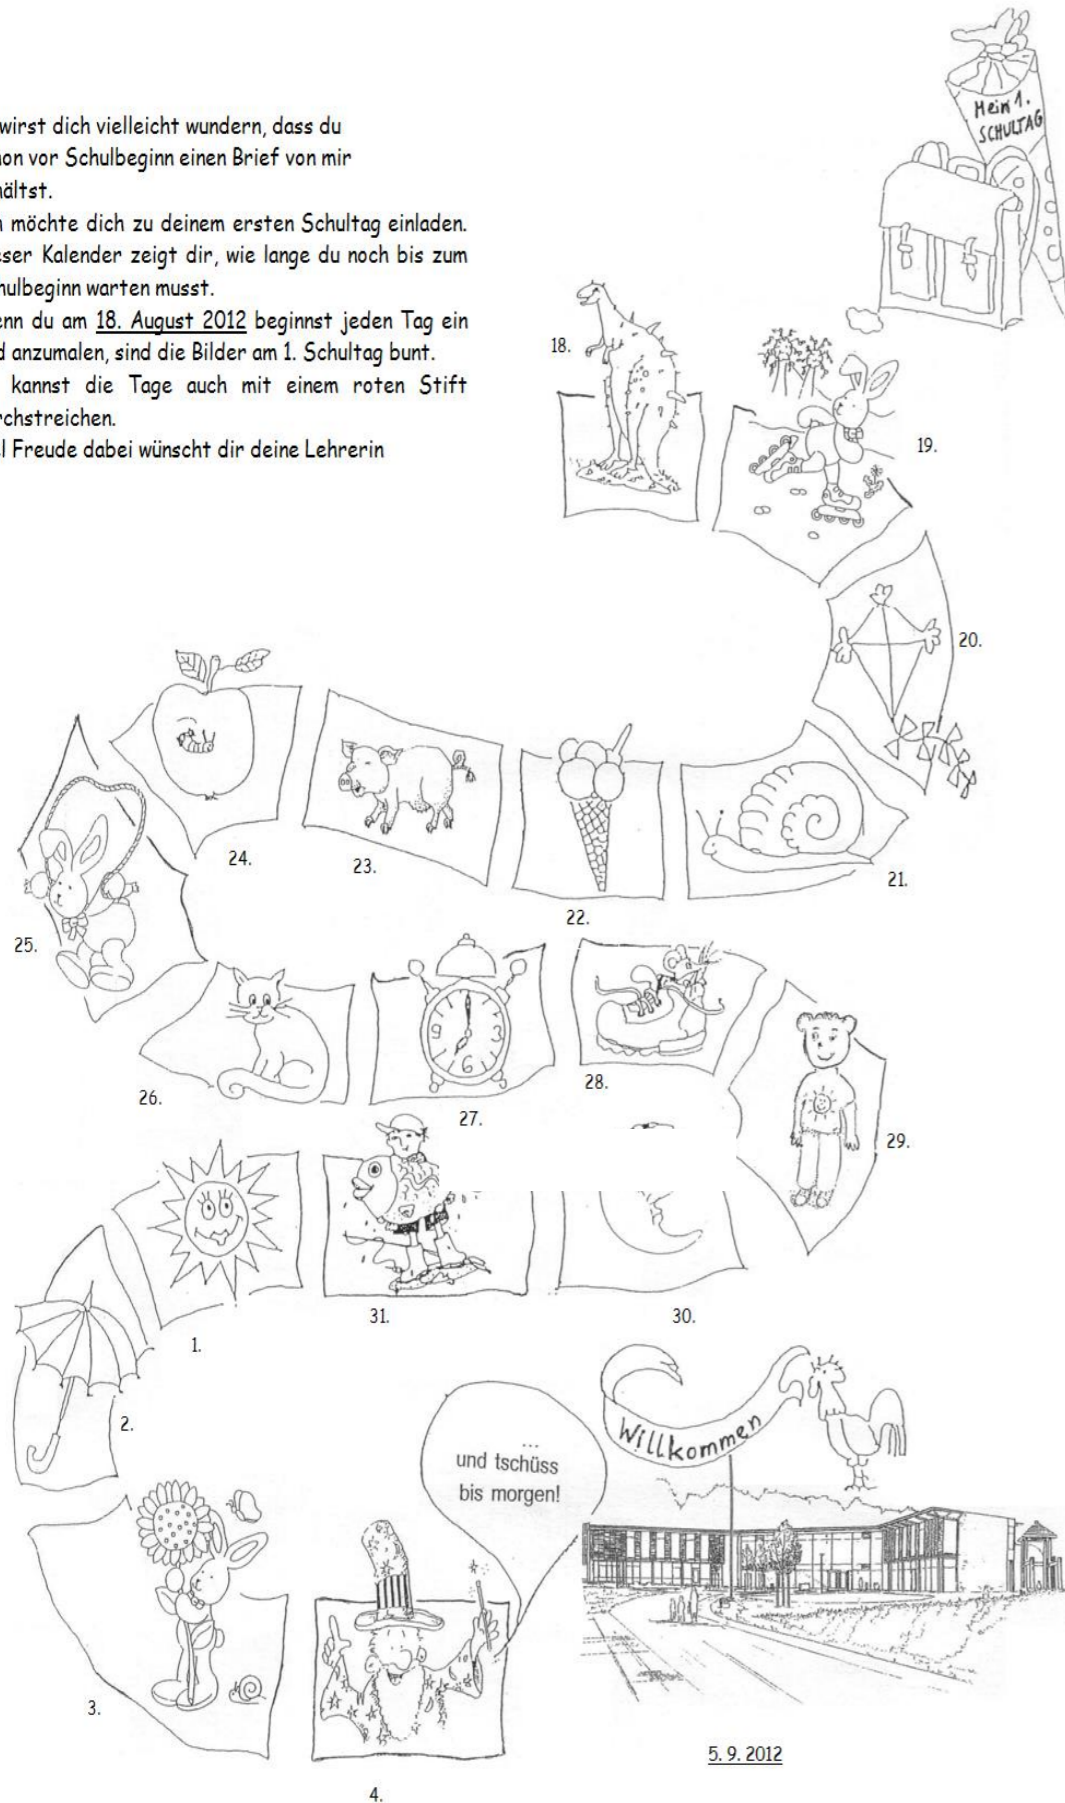 wirst dich vielleicht wundern, dass du
on vor Schulbeginn einen Brief von mir
ältst.
möchte dich zu deinem ersten Schultag einladen.
eser Kalender zeigt dir, wie lange du noch bis zum
hulbeginn warten musst.
enn du am 18. August 2012 beginnst jeden Tag ein
d anzumalen, sind die Bilder am 1. Schultag bunt.
kannst die Tage auch mit einem roten Stift
rchstreichen.
l Freude dabei wünscht dir deine Lehrerin
Mein 1.
SCHULTAG
18.
19.
20.
21.
22.
23.
24.
25.
26.
27.
28.
29.
30.
31.
1.
2.
3.
4.
...
und tschüss
bis morgen!
Willkommen
5. 9. 2012